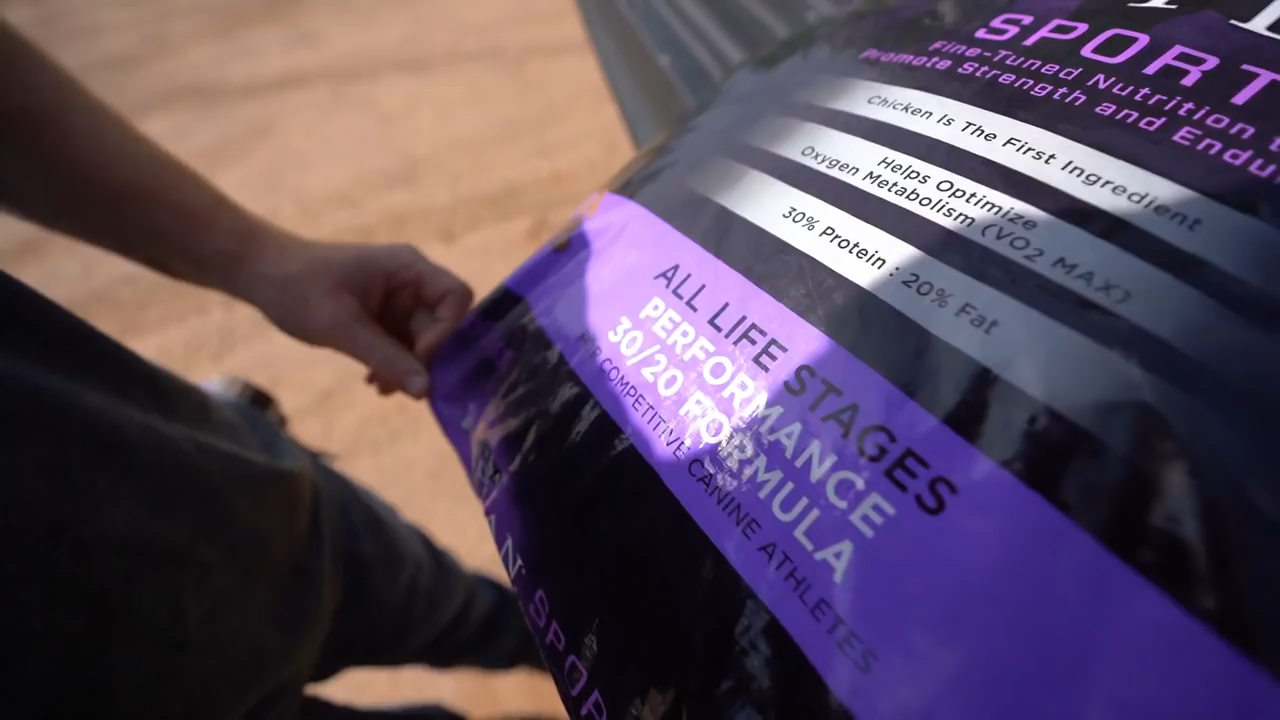 SPORT
Fine-Tuned Nutrition
Promote Strength and
Chicken Is The First Ingredient
Helps Optimize
Oxygen Metabolism (VO2 MAX)
30% Protein : 20% Fat
ALL LIFE STAGES
PERFORMANCE
30/20 FORMULA
FOR COMPETITIVE CANINE ATHLETES
SPOR